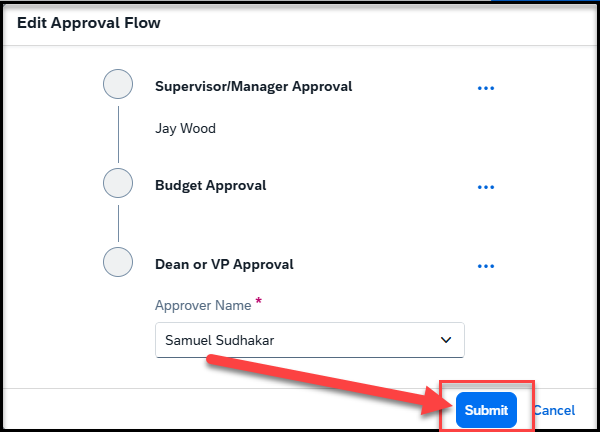 Edit Approval Flow
Supervisor/Manager Approval
Jay Wood
Budget Approval
Dean or VP Approval
Approver Name *
Samuel Sudhakar
Submit Cancel